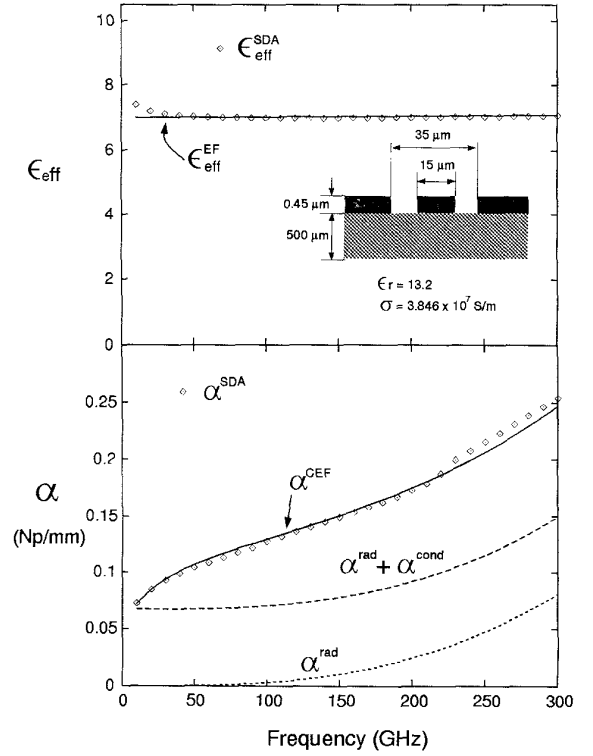 10
ϵ_eff^SDA
8
35 μm
ϵ_eff^EF
15 μm
6
ϵ_eff
0.45 μm
4
500 μm
ϵr = 13.2
2
σ = 3.846 x 10^7 S/m
0
α^SDA
0.25
0.2
α^CEF
α
0.15
(Np/mm)
α^rad + α^cond
0.1
0.05
α^rad
0
0 50 100 150 200 250 300
Frequency (GHz)